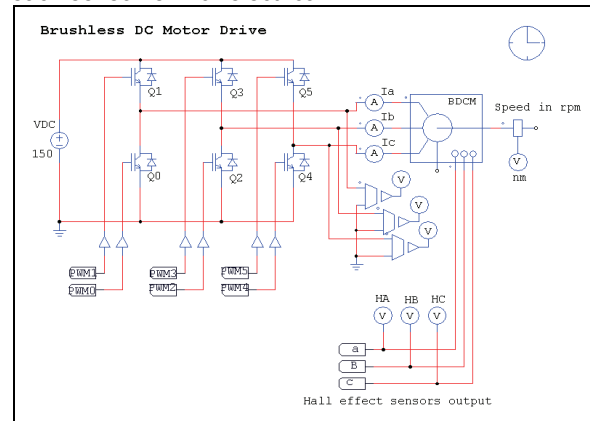 Brushless DC Motor Drive
Q1
Q3
Q5
Ia
BDCM
Speed in rpm
VDC
150
A
Ib
A
Ic
A
V
nm
Q0
Q2
Q4
V
V
V
PWM1
PWM3
PWM5
PWM0
PWM2
PWM4
HA
HB
HC
V
V
V
a
B
c
Hall effect sensors output